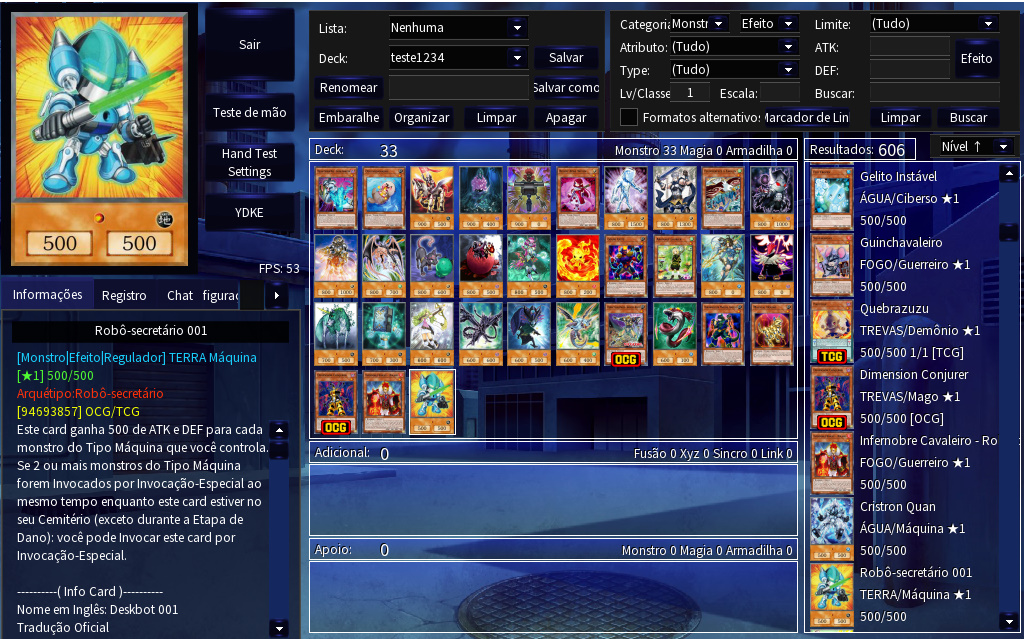 500
500
FPS: 53
Sair
Teste de mão
Hand Test
Settings
YDKE
Informações
Registro
Chat
figuraç
Robô-secretário 001
[Monstro|Efeito|Regulador] TERRA Máquina
[★1] 500/500
Arquétipo:Robô-secretário
[94693857] OCG/TCG
Este card ganha 500 de ATK e DEF para cada
monstro do Tipo Máquina que você controla.
Se 2 ou mais monstros do Tipo Máquina
forem Invocados por Invocação-Especial ao
mesmo tempo enquanto este card estiver no
seu Cemitério (exceto durante a Etapa de
Dano): você pode Invocar este card por
Invocação-Especial.
----------( Info Card )----------
Nome em Inglês: Deskbot 001
Tradução Oficial
Lista:
Nenhuma
Deck:
teste1234
Salvar
Renomear
Salvar como
Embaralhe
Organizar
Limpar
Apagar
Categoria
Monstr
Efeito
Limite:
(Tudo)
Atributo:
(Tudo)
ATK:
Efeito
Type:
(Tudo)
DEF:
Lv/Classe
1
Escala:
Buscar:
Formatos alternativo:
Marcador de Lin
Limpar
Buscar
Deck:
33
Monstro 33 Magia 0 Armadilha 0
Resultados:
606
Nível ↑
OCG
OCG
Adicional:
0
Fusão 0 Xyz 0 Sincro 0 Link 0
Apoio:
0
Monstro 0 Magia 0 Armadilha 0
Gelito Instável
ÁGUA/Ciberso ★1
500/500
Guinchavaleiro
FOGO/Guerreiro ★1
500/500
Quebrazuzu
TREVAS/Demônio ★1
500/500 1/1 [TCG]
TCG
Dimension Conjurer
TREVAS/Mago ★1
500/500 [OCG]
OCG
Infernobre Cavaleiro - Ro
FOGO/Guerreiro ★1
500/500
Cristron Quan
ÁGUA/Máquina ★1
500/500
Robô-secretário 001
TERRA/Máquina ★1
500/500